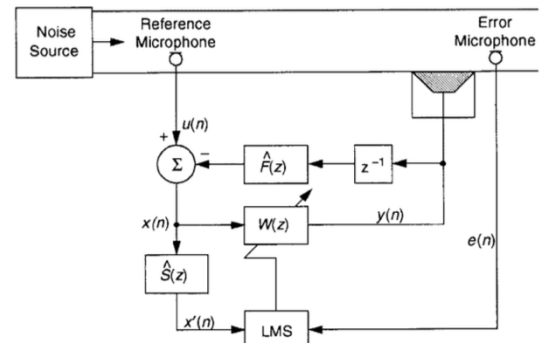 Noise
Source
Reference
Microphone
Error
Microphone
u(n)
+
−
Σ
F̂(z)
z⁻¹
x(n)
W(z)
y(n)
e(n)
Ŝ(z)
x'(n)
LMS